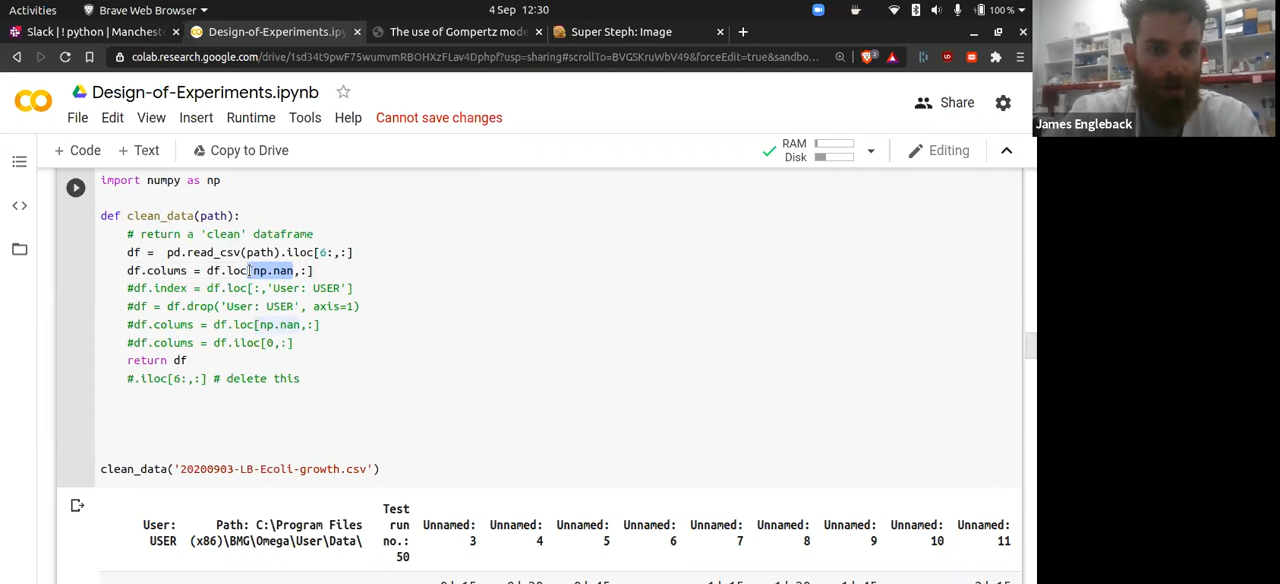 Activities
Brave Web Browser
4 Sep 12:30
100 %
Slack | ! python | Manchest
Design-of-Experiments.ipyn
The use of Gompertz mode
Super Steph: Image
colab.research.google.com/drive/1sd34t9pwF75wumvmRBOHXzFLav4Dphpf?usp=sharing#scrollTo=BVGSKruWbV49&forceEdit=true&sandbo...
Design-of-Experiments.ipynb
Share
James Engleback
File Edit View Insert Runtime Tools Help Cannot save changes
+ Code + Text Copy to Drive
RAM
Disk
Editing
import numpy as np
def clean_data(path):
# return a 'clean' dataframe
df =  pd.read_csv(path).iloc[6:,:]
df.colums = df.loc[np.nan,:]
#df.index = df.loc[:,'User: USER']
#df = df.drop('User: USER', axis=1)
#df.colums = df.loc[np.nan,:]
#df.columns = df.iloc[0,:]
return df
#.iloc[6:,:] # delete this
clean_data('20200903-LB-Ecoli-growth.csv')
User: USER
Path: C:\Program Files (x86)\BMG\Omega\User\Data\
Test run no.: 50
Unnamed: 3
Unnamed: 4
Unnamed: 5
Unnamed: 6
Unnamed: 7
Unnamed: 8
Unnamed: 9
Unnamed: 10
Unnamed: 11